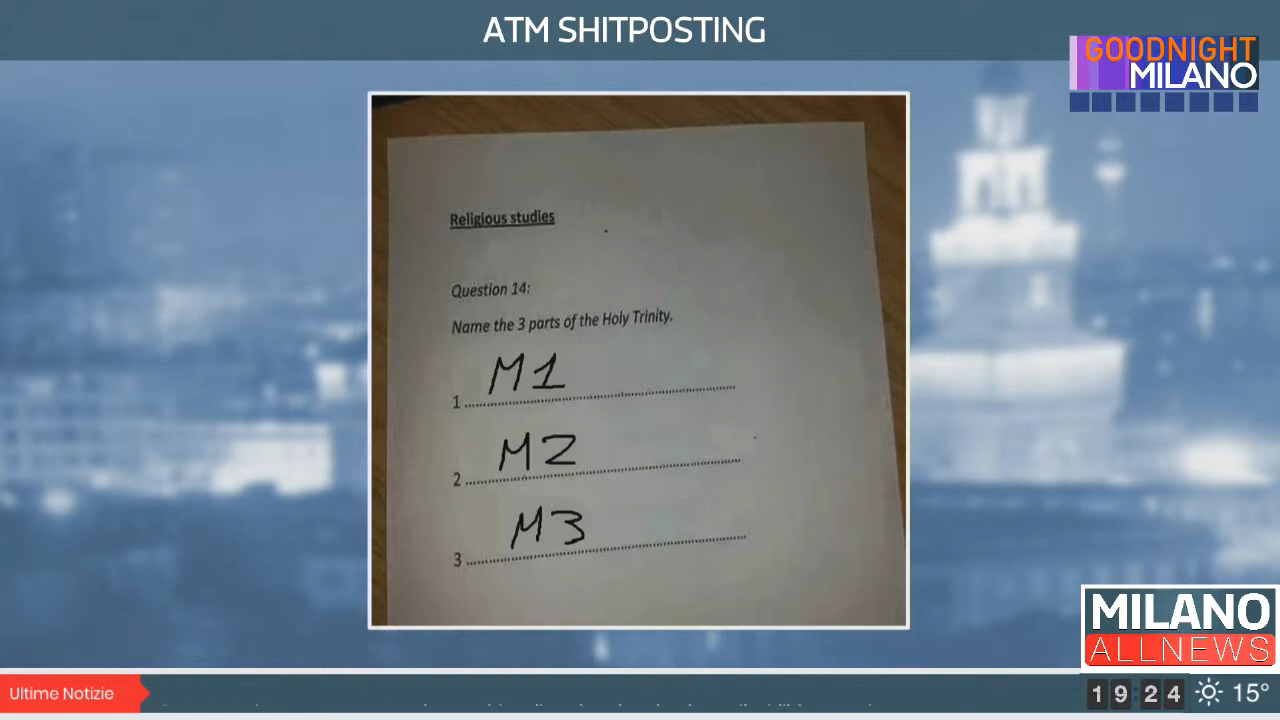 ATM SHITPOSTING
GOODNIGHT
MILANO
Religious studies
Question 14:
Name the 3 parts of the Holy Trinity.
1 M1
2 M2
3 M3
MILANO
ALLNEWS
Ultime Notizie
19:24 15°